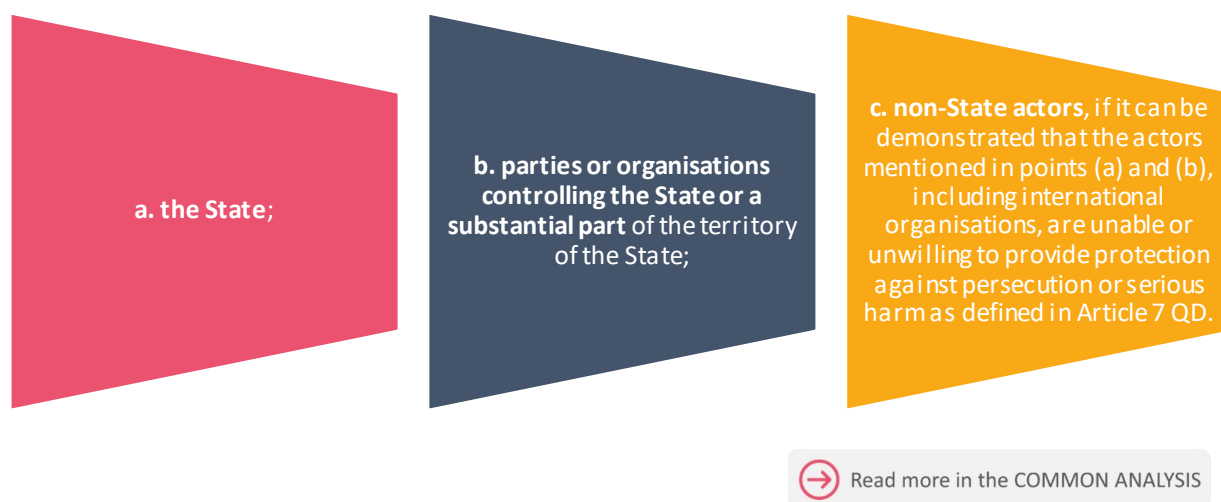 a. the State;
b. parties or organisations
controlling the State or a
substantial part of the territory
of the State;
c. non-State actors, if it can be
demonstrated that the actors
mentioned in points (a) and (b),
including international
organisations, are unable or
unwilling to provide protection
against persecution or serious
harm as defined in Article 7 QD.
Read more in the COMMON ANALYSIS